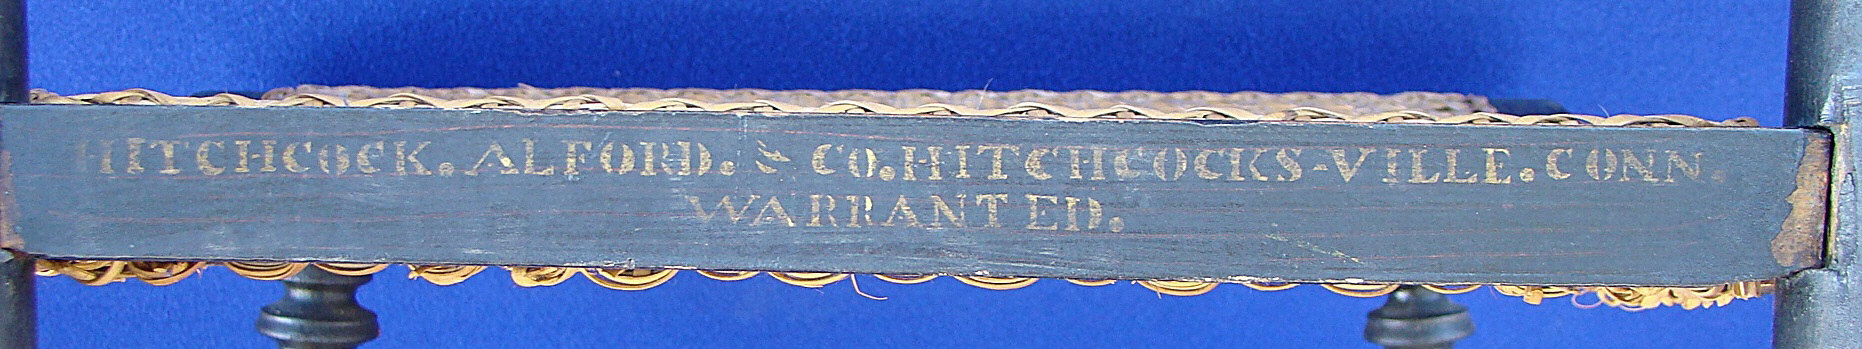 HITCHCOCK. ALFORD. & CO. HITCHCOCKS-VILLE. CONN.
WARRANTED.